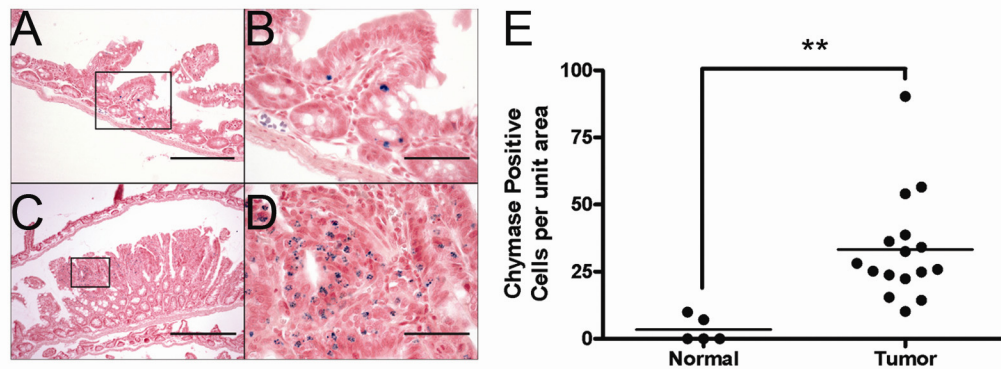 A
B
C
D
E
**
Chymase Positive
Cells per unit area
100
75
50
25
0
Normal
Tumor